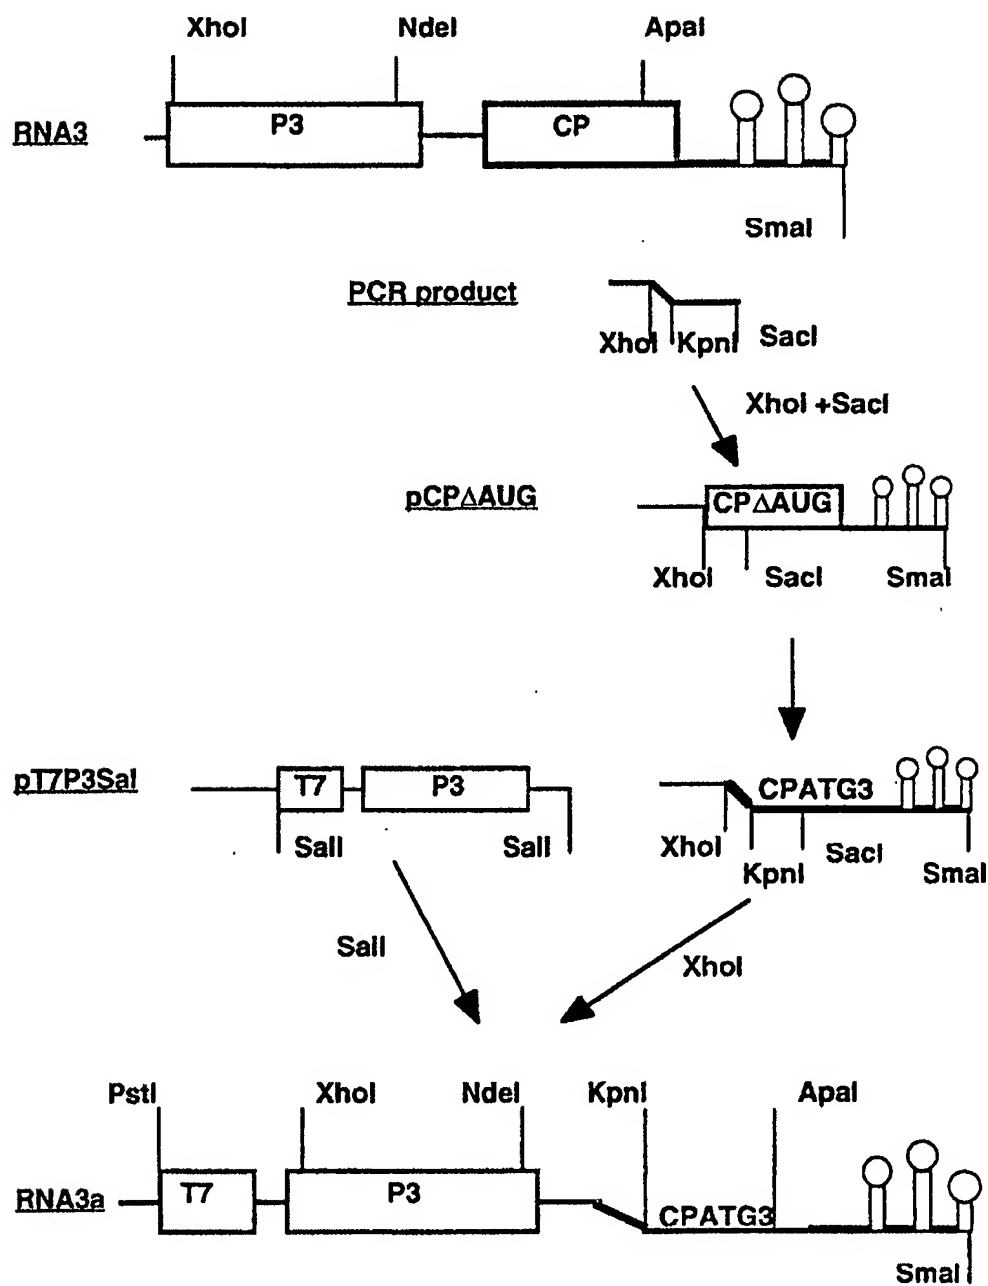 XhoI NdeI ApaI
P3 CP
RNA3
SmaI
PCR product
XhoI KpnI SacI
XhoI +SacI
pCPΔAUG CPΔAUG
XhoI SacI SmaI
pT7P3Sal T7 P3 CPATG3
SalI SalI XhoI SacI
KpnI SmaI
SalI XhoI
PstI XhoI NdeI KpnI ApaI
RNA3a T7 P3 CPATG3
SmaI